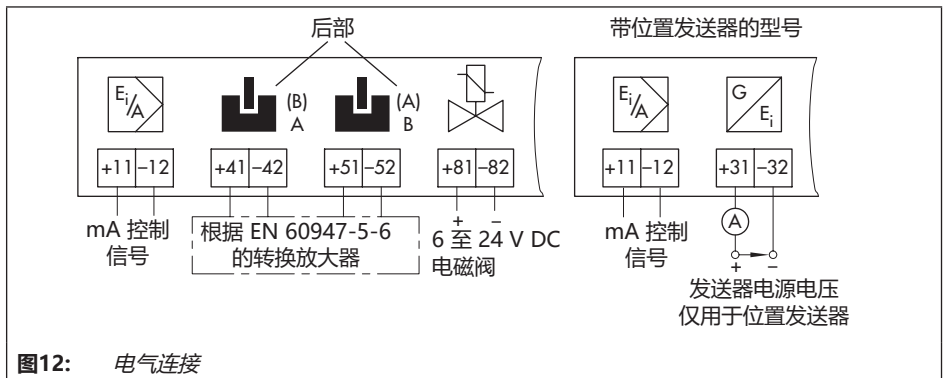 后部
带位置发送器的型号
Ei/A
(B)
A
(A)
B
Ei/A
G
Ei
+11 −12
+41 −42
+51 −52
+81 −82
+11 −12
+31 −32
mA 控制
信号
根据 EN 60947-5-6
的转换放大器
+ −
6 至 24 V DC
电磁阀
mA 控制
信号
A
+ −
发送器电源电压
仅用于位置发送器
图12: 电气连接